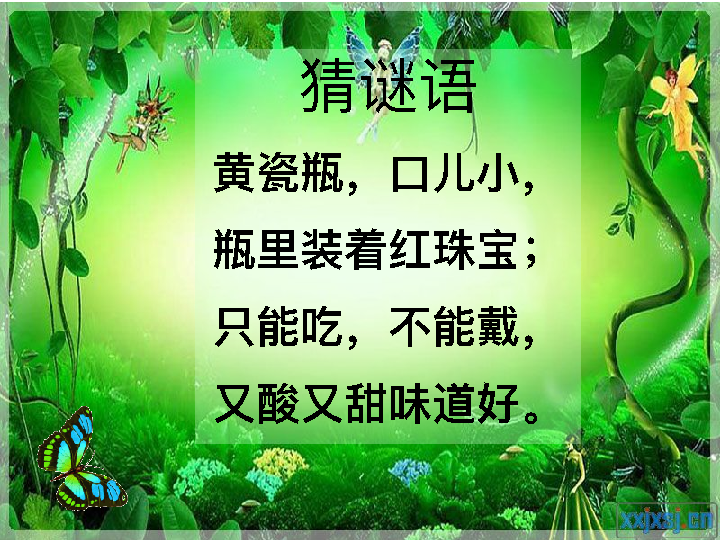 猜谜语
黄瓷瓶，口儿小，
瓶里装着红珠宝；
只能吃，不能戴，
又酸又甜味道好。
xxjxsj.cn